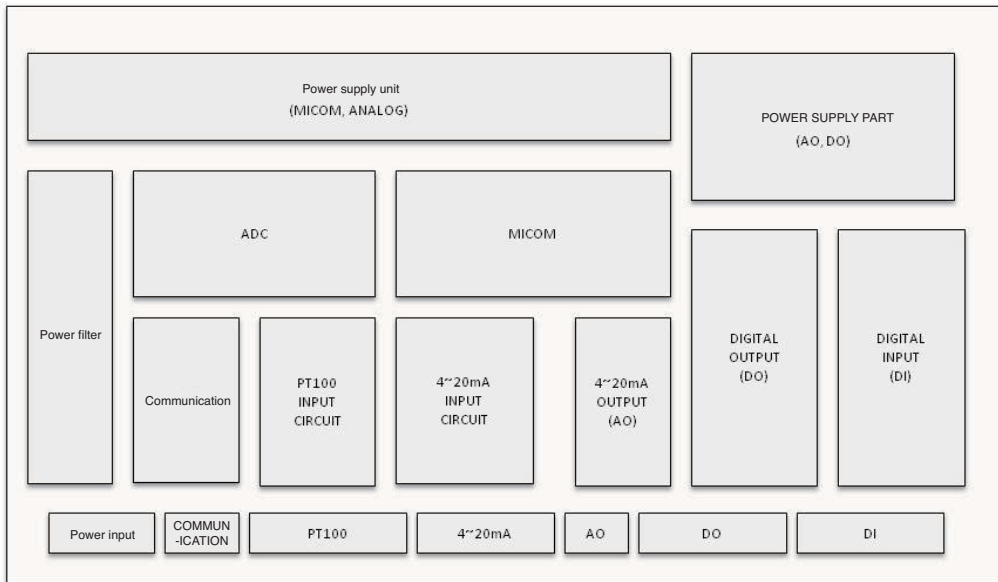 Power supply unit
(MICOM, ANALOG)
POWER SUPPLY PART
(AO, DO)
Power filter
ADC
MICOM
Communication
PT100
INPUT
CIRCUIT
4~20mA
INPUT
CIRCUIT
4~20mA
OUTPUT
(AO)
DIGITAL
OUTPUT
(DO)
DIGITAL
INPUT
(DI)
Power input
COMMUN
-ICATION
PT100
4~20mA
AO
DO
DI